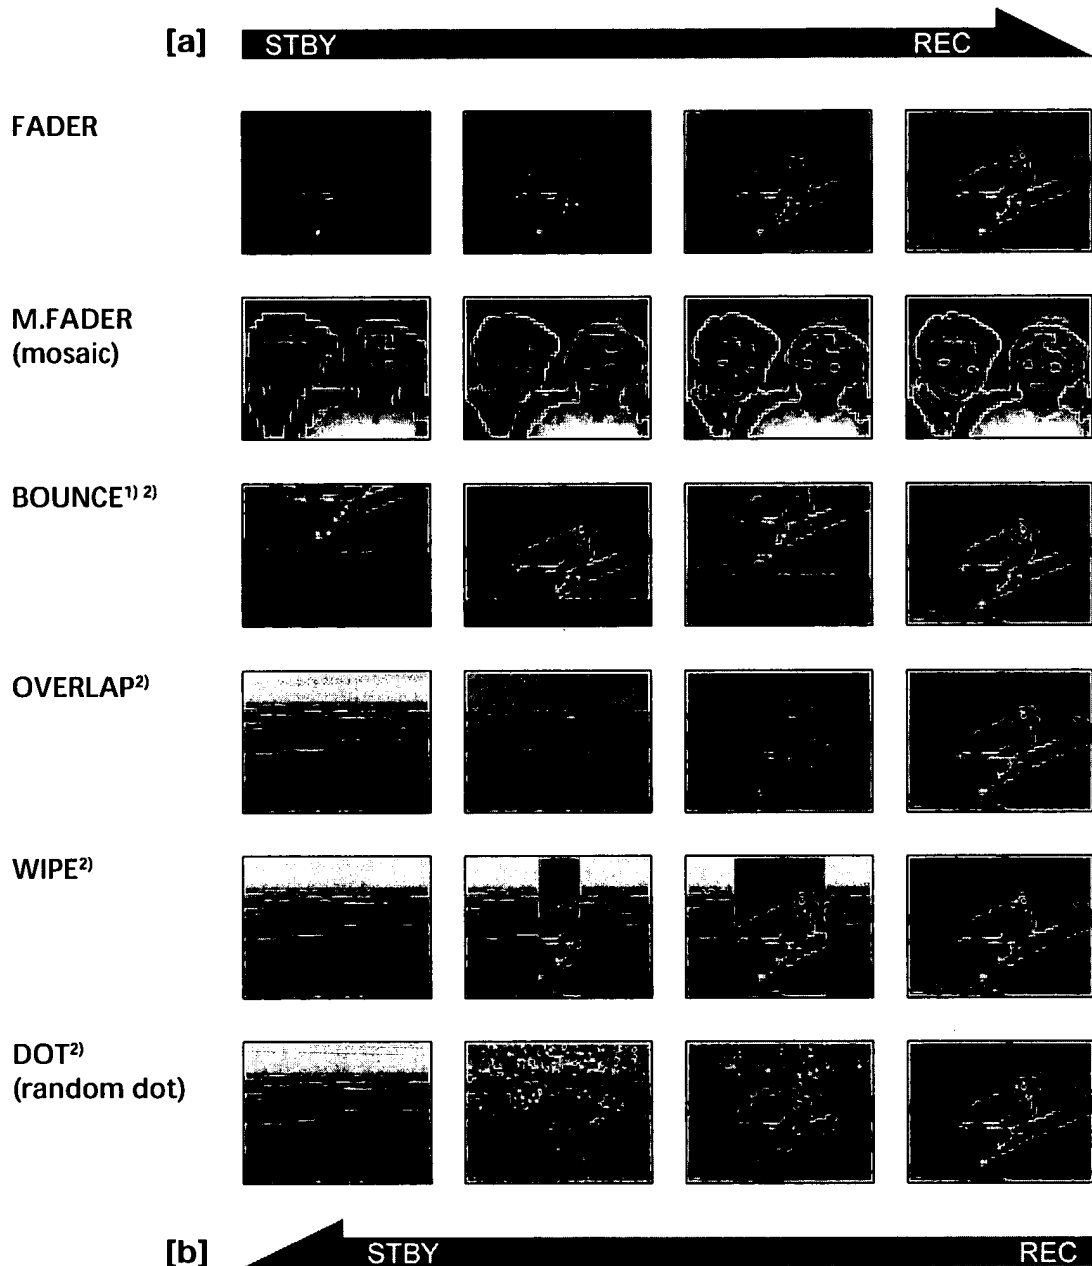 [a] STBY REC
FADER
M.FADER
(mosaic)
BOUNCE¹⁾ ²⁾
OVERLAP²⁾
WIPE²⁾
DOT²⁾
(random dot)
[b] STBY REC